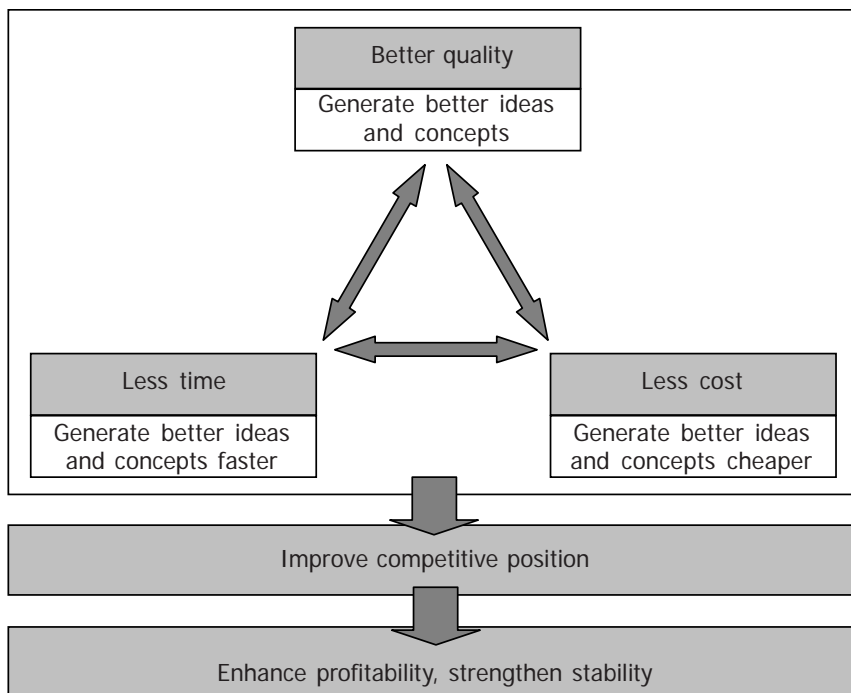 Better quality
Generate better ideas
and concepts
Less time
Generate better ideas
and concepts faster
Less cost
Generate better ideas
and concepts cheaper
Improve competitive position
Enhance profitability, strengthen stability